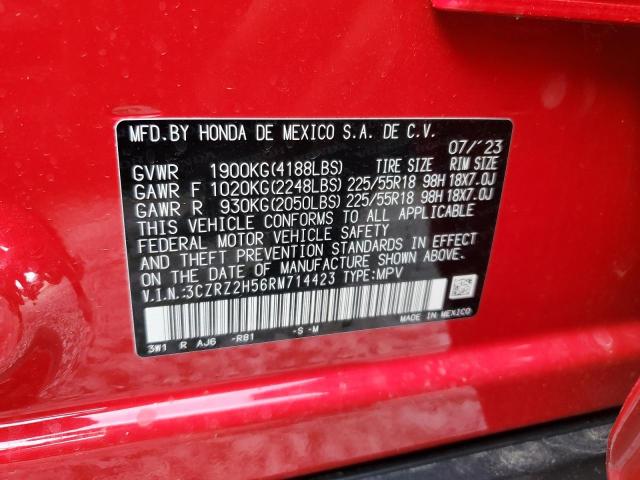 MFD.BY HONDA DE MEXICO S.A. DE C.V.
07/'23
GVWR 1900KG(4188LBS) TIRE SIZE RIM SIZE
GAWR F 1020KG(2248LBS) 225/55R18 98H 18X7.0J
GAWR R 930KG(2050LBS) 225/55R18 98H 18X7.0J
THIS VEHICLE CONFORMS TO ALL APPLICABLE
FEDERAL MOTOR VEHICLE SAFETY
AND THEFT PREVENTION STANDARDS IN EFFECT
ON THE DATE OF MANUFACTURE SHOWN ABOVE.
V.I.N.:3CZRZ2H56RM714423 TYPE:MPV
MADE IN MEXICO
3W1 R AJ6 -R81 -S -M